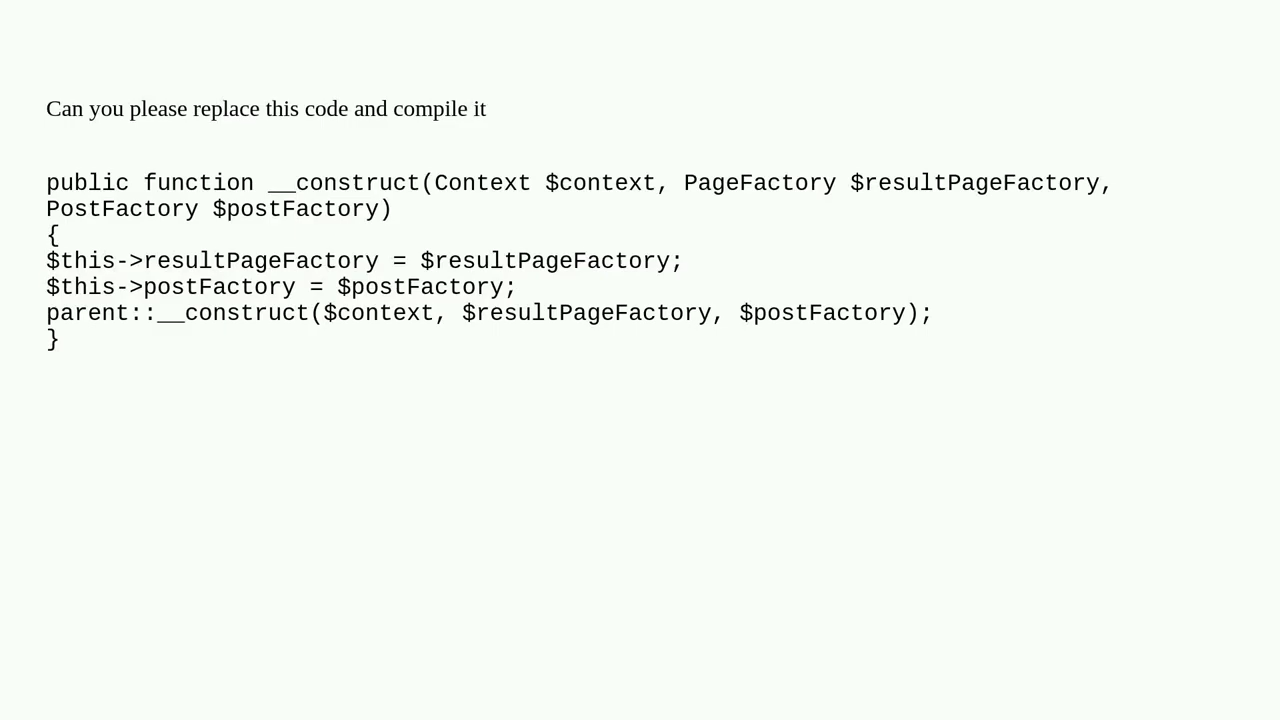 Can you please replace this code and compile it
public function __construct(Context $context, PageFactory $resultPageFactory,
PostFactory $postFactory)
{
$this->resultPageFactory = $resultPageFactory;
$this->postFactory = $postFactory;
parent::__construct($context, $resultPageFactory, $postFactory);
}